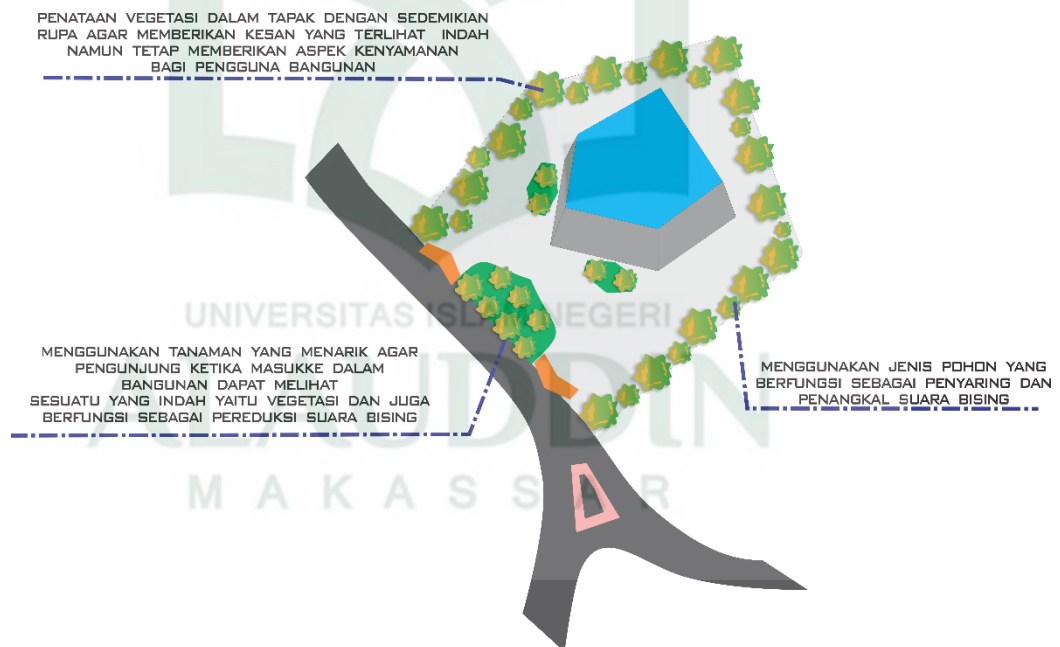 PENATAAN VEGETASI DALAM TAPAK DENGAN SEDEMIKIAN
RUPA AGAR MEMBERIKAN KESAN YANG TERLIHAT INDAH
NAMUN TETAP MEMBERIKAN ASPEK KENYAMANAN
BAGI PENGGUNA BANGUNAN
UNIVERSITAS ISLAM NEGERI
MENGGUNAKAN TANAMAN YANG MENARIK AGAR
PENGUNJUNG KETIKA MASUKKE DALAM
BANGUNAN DAPAT MELIHAT
SESUATU YANG INDAH YAITU VEGETASI DAN JUGA
BERFUNGSI SEBAGAI PEREDUKSI SUARA BISING
MENGGUNAKAN JENIS POHON YANG
BERFUNGSI SEBAGAI PENYARING DAN
PENANGKAL SUARA BISING
ALAUDDIN
MAKASSAR